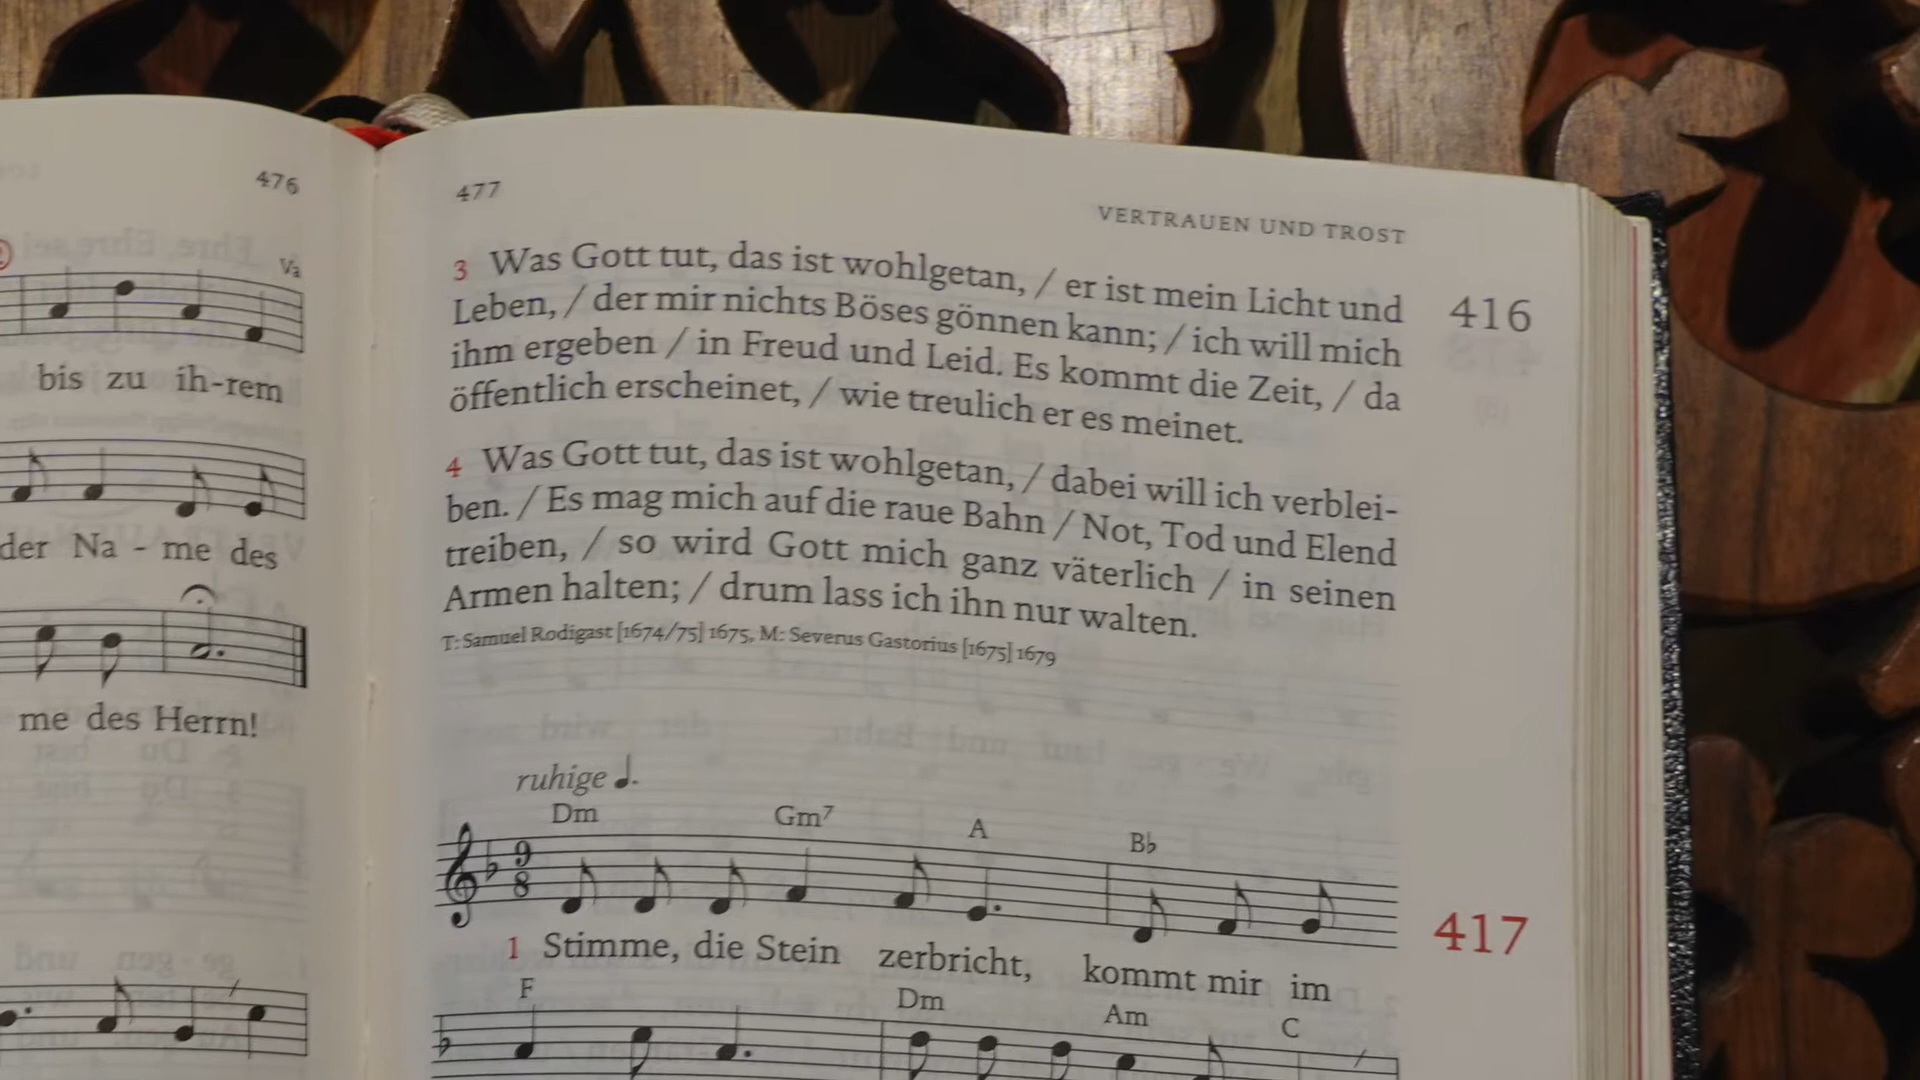 476
Va
bis zu ih-rem
der Na - me des
me des Herrn!
477
VERTRAUEN UND TROST
3 Was Gott tut, das ist wohlgetan, / er ist mein Licht und
Leben, / der mir nichts Böses gönnen kann; / ich will mich
ihm ergeben / in Freud und Leid. Es kommt die Zeit, / da
öffentlich erscheinet, / wie treulich er es meinet.
416
4 Was Gott tut, das ist wohlgetan, / dabei will ich verblei-
ben. / Es mag mich auf die raue Bahn / Not, Tod und Elend
treiben, / so wird Gott mich ganz väterlich / in seinen
Armen halten; / drum lass ich ihn nur walten.
T: Samuel Rodigast [1674/75] 1675, M: Severus Gastorius [1675] 1679
ruhige ♩.
Dm Gm7 A B♭
9
8
417
1 Stimme, die Stein zerbricht, kommt mir im
F Dm Am C